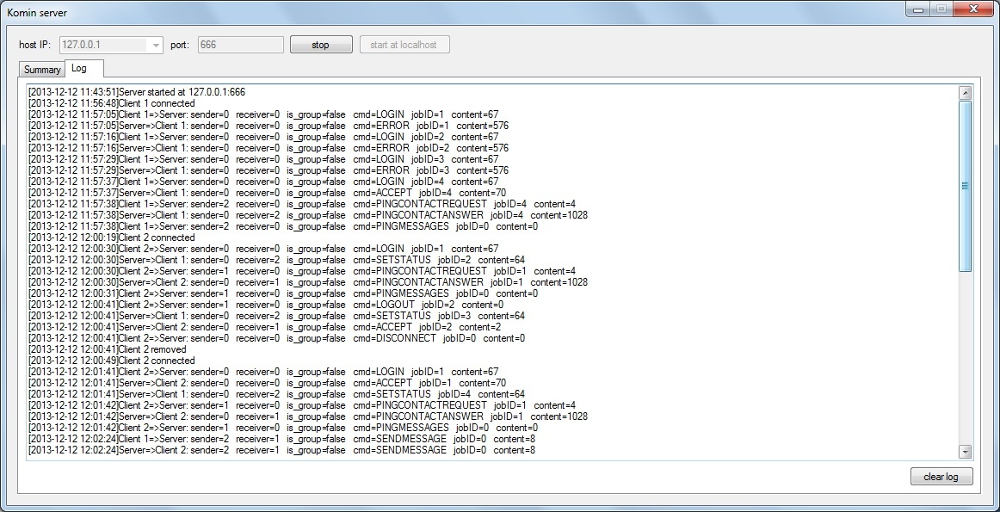 Komin server
host IP: 127.0.0.1 port: 666 stop start at localhost
Summary Log
[2013-12-12 11:43:51]Server started at 127.0.0.1:666
[2013-12-12 11:56:48]Client 1 connected
[2013-12-12 11:57:05]Client 1=>Server: sender=0 receiver=0 is_group=false cmd=LOGIN jobID=1 content=67
[2013-12-12 11:57:05]Server=>Client 1: sender=0 receiver=0 is_group=false cmd=ERROR jobID=1 content=576
[2013-12-12 11:57:16]Client 1=>Server: sender=0 receiver=0 is_group=false cmd=LOGIN jobID=2 content=67
[2013-12-12 11:57:16]Server=>Client 1: sender=0 receiver=0 is_group=false cmd=ERROR jobID=2 content=576
[2013-12-12 11:57:29]Client 1=>Server: sender=0 receiver=0 is_group=false cmd=LOGIN jobID=3 content=67
[2013-12-12 11:57:29]Server=>Client 1: sender=0 receiver=0 is_group=false cmd=ERROR jobID=3 content=576
[2013-12-12 11:57:37]Client 1=>Server: sender=0 receiver=0 is_group=false cmd=LOGIN jobID=4 content=67
[2013-12-12 11:57:37]Server=>Client 1: sender=0 receiver=0 is_group=false cmd=ACCEPT jobID=4 content=70
[2013-12-12 11:57:38]Client 1=>Server: sender=2 receiver=0 is_group=false cmd=PINGCONTACTREQUEST jobID=4 content=4
[2013-12-12 11:57:38]Server=>Client 1: sender=0 receiver=2 is_group=false cmd=PINGCONTACTANSWER jobID=4 content=1028
[2013-12-12 11:57:38]Client 1=>Server: sender=2 receiver=0 is_group=false cmd=PINGMESSAGES jobID=0 content=0
[2013-12-12 12:00:19]Client 2 connected
[2013-12-12 12:00:30]Client 2=>Server: sender=0 receiver=0 is_group=false cmd=LOGIN jobID=1 content=67
[2013-12-12 12:00:30]Server=>Client 1: sender=0 receiver=2 is_group=false cmd=SETSTATUS jobID=2 content=64
[2013-12-12 12:00:30]Client 2=>Server: sender=1 receiver=0 is_group=false cmd=PINGCONTACTREQUEST jobID=1 content=4
[2013-12-12 12:00:30]Server=>Client 2: sender=0 receiver=1 is_group=false cmd=PINGCONTACTANSWER jobID=1 content=1028
[2013-12-12 12:00:31]Client 2=>Server: sender=1 receiver=0 is_group=false cmd=PINGMESSAGES jobID=0 content=0
[2013-12-12 12:00:41]Client 2=>Server: sender=1 receiver=0 is_group=false cmd=LOGOUT jobID=2 content=0
[2013-12-12 12:00:41]Server=>Client 1: sender=0 receiver=2 is_group=false cmd=SETSTATUS jobID=3 content=64
[2013-12-12 12:00:41]Server=>Client 2: sender=0 receiver=1 is_group=false cmd=ACCEPT jobID=2 content=2
[2013-12-12 12:00:41]Client 2=>Server: sender=0 receiver=0 is_group=false cmd=DISCONNECT jobID=0 content=0
[2013-12-12 12:00:41]Client 2 removed
[2013-12-12 12:00:49]Client 2 connected
[2013-12-12 12:01:41]Client 2=>Server: sender=0 receiver=0 is_group=false cmd=LOGIN jobID=1 content=67
[2013-12-12 12:01:41]Server=>Client 2: sender=0 receiver=0 is_group=false cmd=ACCEPT jobID=1 content=70
[2013-12-12 12:01:41]Server=>Client 1: sender=0 receiver=2 is_group=false cmd=SETSTATUS jobID=4 content=64
[2013-12-12 12:01:42]Client 2=>Server: sender=1 receiver=0 is_group=false cmd=PINGCONTACTREQUEST jobID=1 content=4
[2013-12-12 12:01:42]Server=>Client 2: sender=0 receiver=1 is_group=false cmd=PINGCONTACTANSWER jobID=1 content=1028
[2013-12-12 12:01:42]Client 2=>Server: sender=1 receiver=0 is_group=false cmd=PINGMESSAGES jobID=0 content=0
[2013-12-12 12:02:24]Client 1=>Server: sender=2 receiver=1 is_group=false cmd=SENDMESSAGE jobID=0 content=8
[2013-12-12 12:02:24]Server=>Client 2: sender=2 receiver=1 is_group=false cmd=SENDMESSAGE jobID=0 content=8
clear log